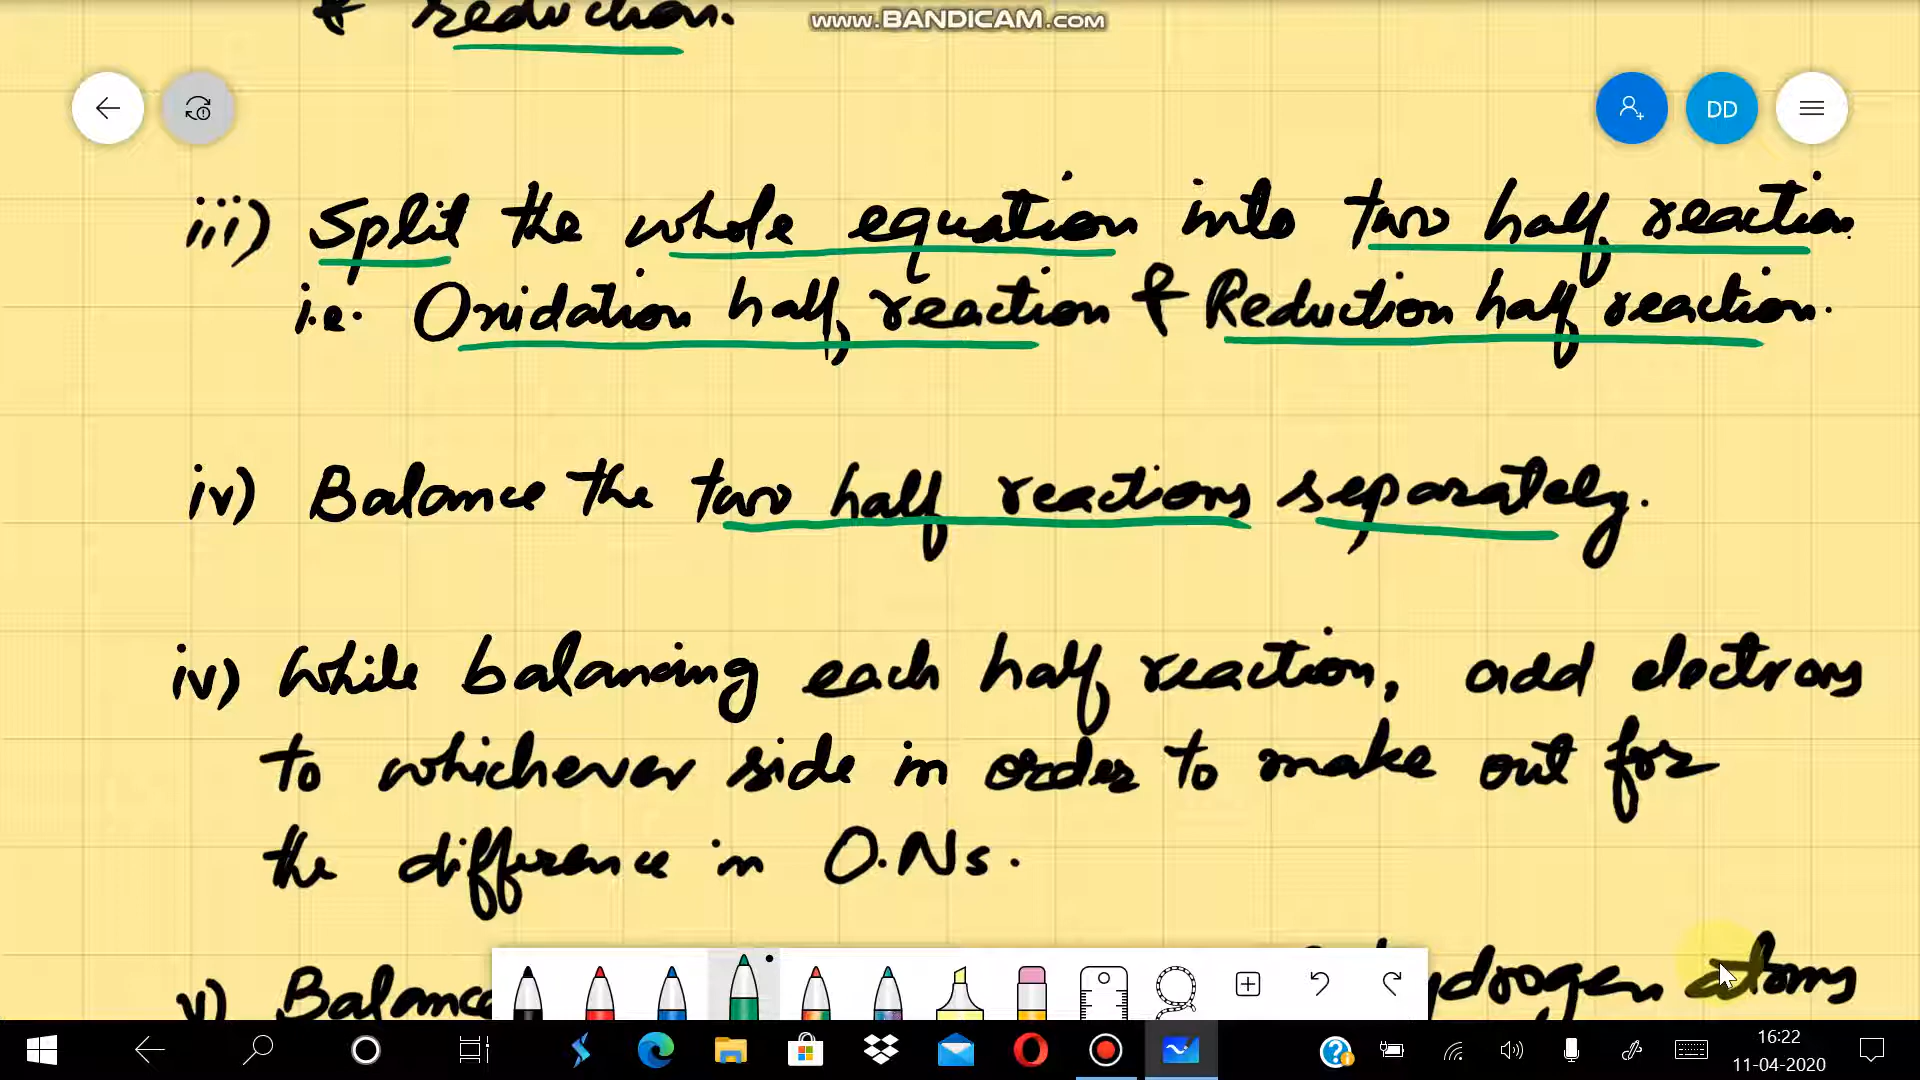 www.BANDICAM.com
& reduction.
DD
iii) Split the whole equation into two half reaction
i.e. Oxidation half reaction & Reduction half reaction.
iv) Balance the two half reactions separately.
iv) While balancing each half reaction, add electrons
to whichever side in order to make out for
the difference in O.Ns.
v) Balance hydrogen atoms
16:22
11-04-2020